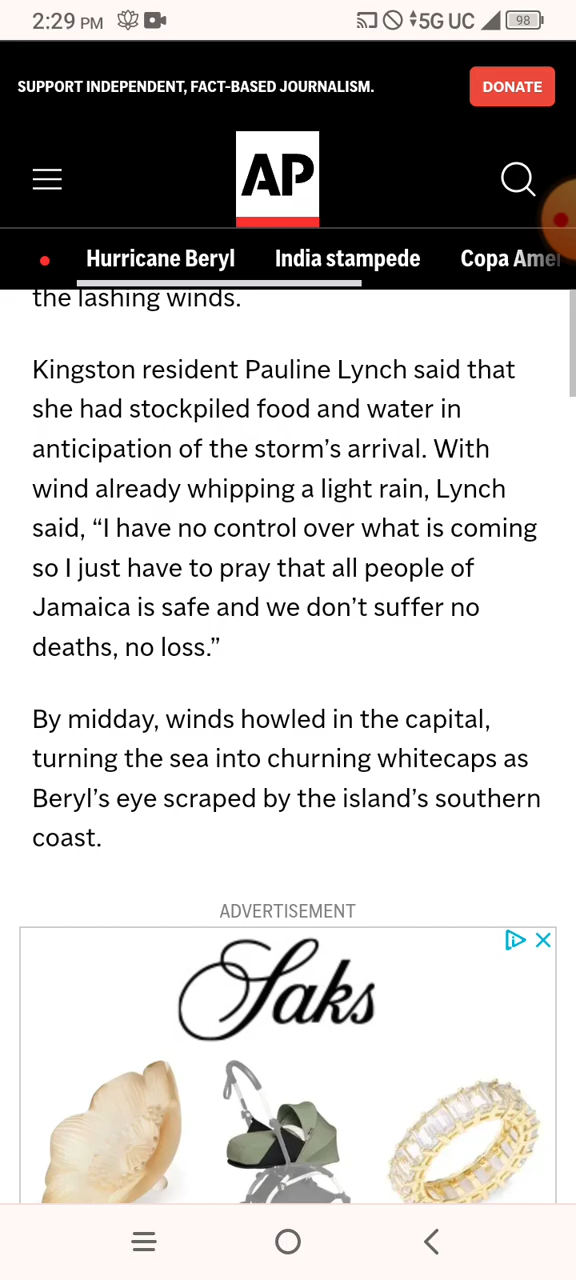 2:29 PM 5G UC 98
SUPPORT INDEPENDENT, FACT-BASED JOURNALISM. DONATE
AP
Hurricane Beryl India stampede Copa Amei
the lashing winds.
Kingston resident Pauline Lynch said that
she had stockpiled food and water in
anticipation of the storm’s arrival. With
wind already whipping a light rain, Lynch
said, “I have no control over what is coming
so I just have to pray that all people of
Jamaica is safe and we don’t suffer no
deaths, no loss.”
By midday, winds howled in the capital,
turning the sea into churning whitecaps as
Beryl’s eye scraped by the island’s southern
coast.
ADVERTISEMENT
Saks